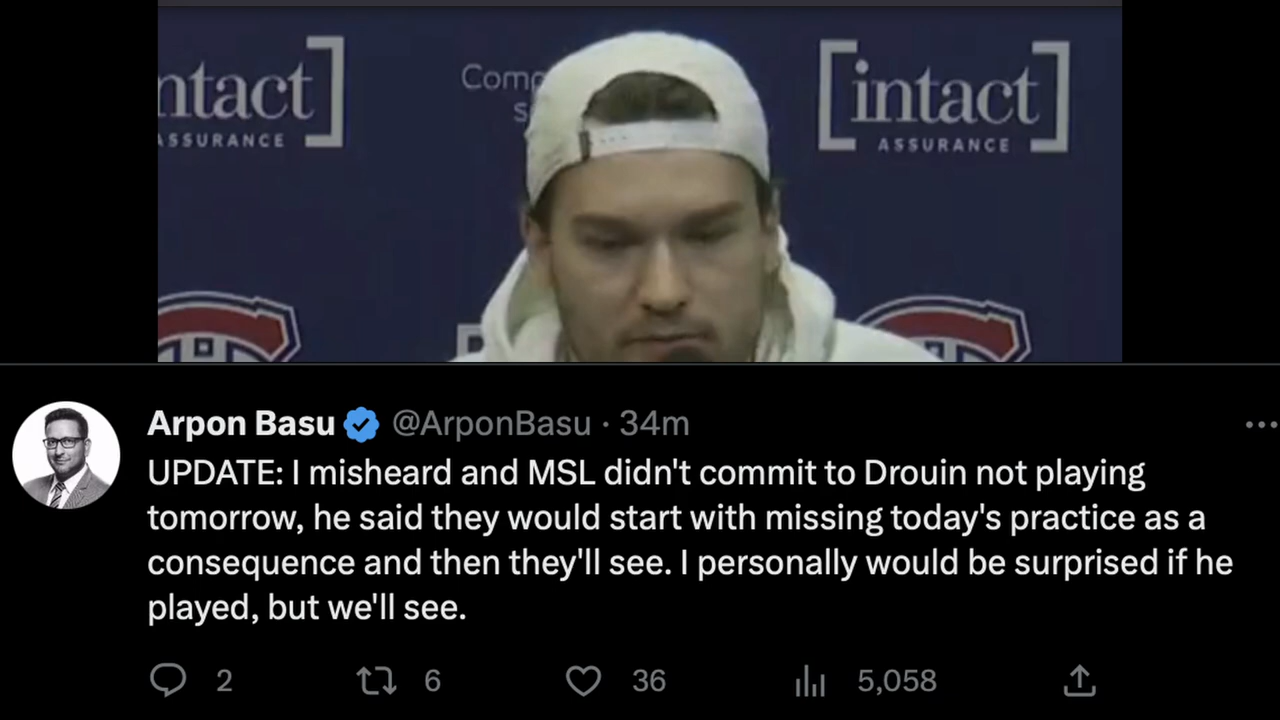 ntact
ASSURANCE
Comp
s
intact
ASSURANCE
Arpon Basu @ArponBasu · 34m
UPDATE: I misheard and MSL didn't commit to Drouin not playing
tomorrow, he said they would start with missing today's practice as a
consequence and then they'll see. I personally would be surprised if he
played, but we'll see.
2 6 36 5,058